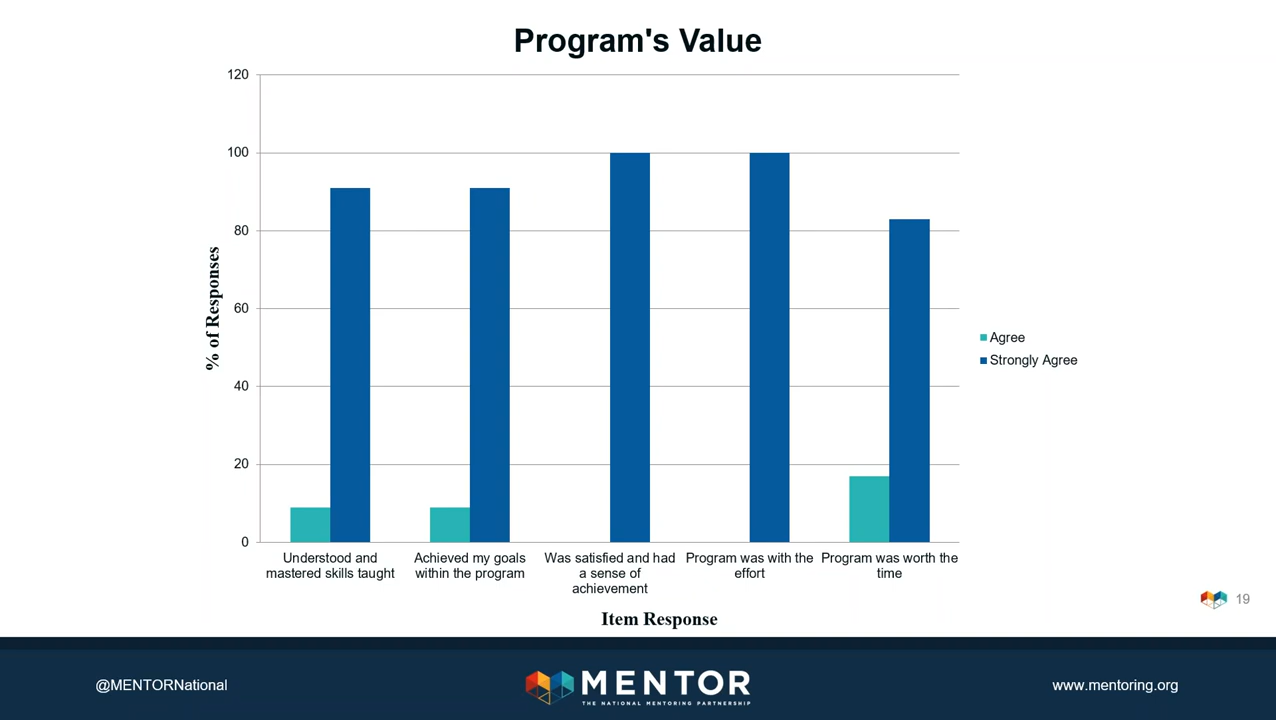 Program's Value
120
100
80
60
40
20
0
% of Responses
Agree
Strongly Agree
Understood and
mastered skills taught
Achieved my goals
within the program
Was satisfied and had
a sense of
achievement
Program was with the
effort
Program was worth the
time
Item Response
19
@MENTORNational
MENTOR
THE NATIONAL MENTORING PARTNERSHIP
www.mentoring.org